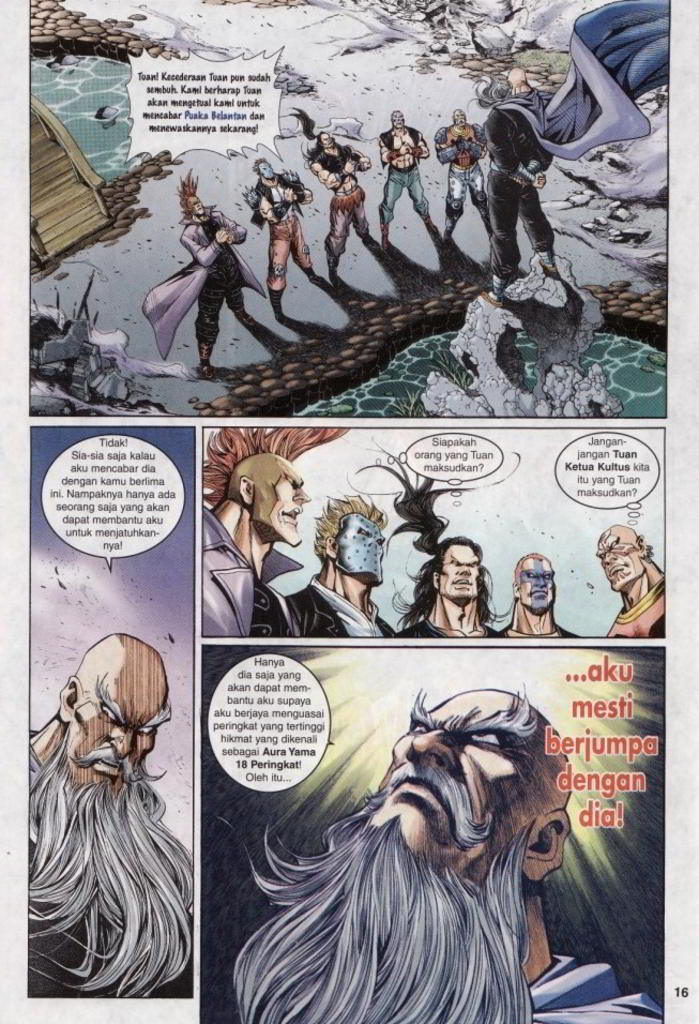 Tuan! Kecederaan Tuan pun sudah
sembuh. Kami berharap Tuan
akan mengetuai kami untuk
mencabar Puaka Belantan dan
menewaskannya sekarang!
Tidak!
Sia-sia saja kalau
aku mencabar dia
dengan kamu berlima
ini. Nampaknya hanya ada
seorang saja yang akan
dapat membantu aku
untuk menjatuhkan-
nya!
Siapakah
orang yang Tuan
maksudkan?
Jangan-
jangan Tuan
Ketua Kultus kita
itu yang Tuan
maksudkan?
Hanya
dia saja yang
akan dapat mem-
bantu aku supaya
aku berjaya menguasai
peringkat yang tertinggi
hikmat yang dikenali
sebagai Aura Yama
18 Peringkat!
Oleh itu...
...aku
mesti
berjumpa
dengan
dia!
16